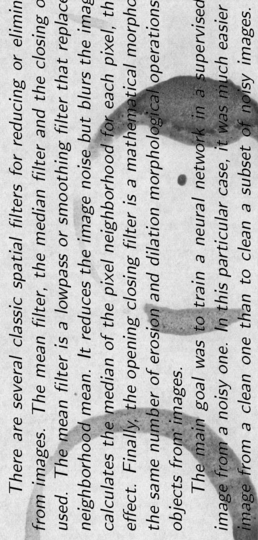 There are several classic spatial filters for reducing or elimin
from images. The mean filter, the median filter and the closing o
used. The mean filter is a lowpass or smoothing filter that replace
neighborhood mean. It reduces the image noise but blurs the imag
calculates the median of the pixel neighborhood for each pixel, th
effect. Finally, the opening closing filter is a mathematical morpho
the same number of erosion and dilation morphological operations
objects from images.
The main goal was to train a neural network in a supervised
image from a noisy one. In this particular case, it was much easier
image from a clean one than to clean a subset of noisy images.